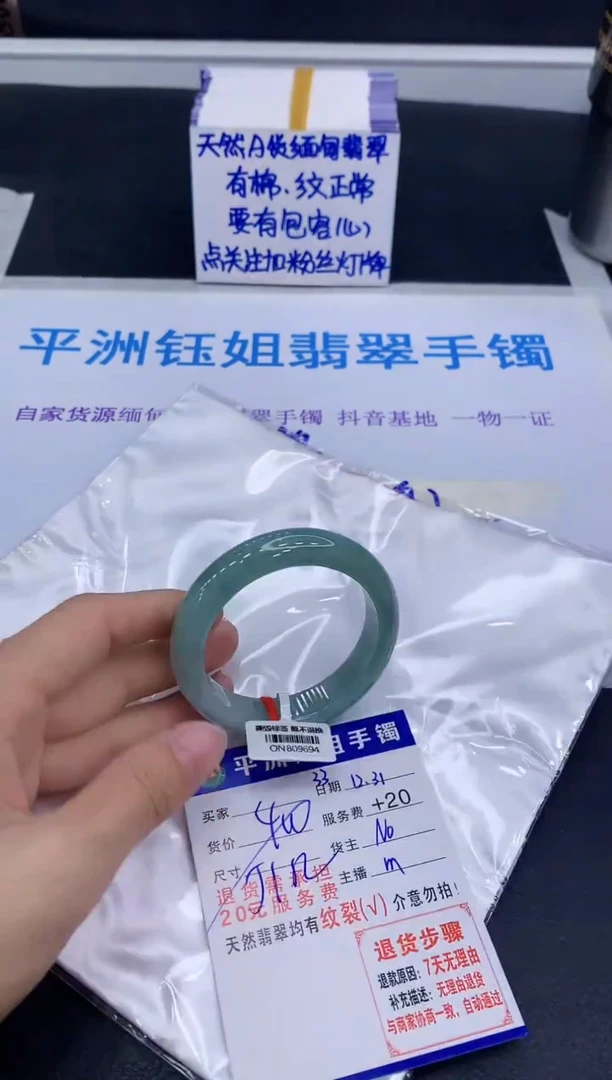 天然A货缅甸翡翠
有棉、纹正常
要有包容心
点关注加粉丝灯牌
平洲钰姐翡翠手镯
自家货源缅甸 翠手镯 抖音基地 一物一证
ON809694
平洲 姐手镯
33 日期 12.31
买家
货价 400 服务费 +20
尺寸 货主 No
退货需承担 主播 m
20元服务费
天然翡翠均有纹裂(√) 介意勿拍!
退货步骤
退款原因: 7天无理由
补充描述: 无理由退货
与商家协商一致, 自动通过